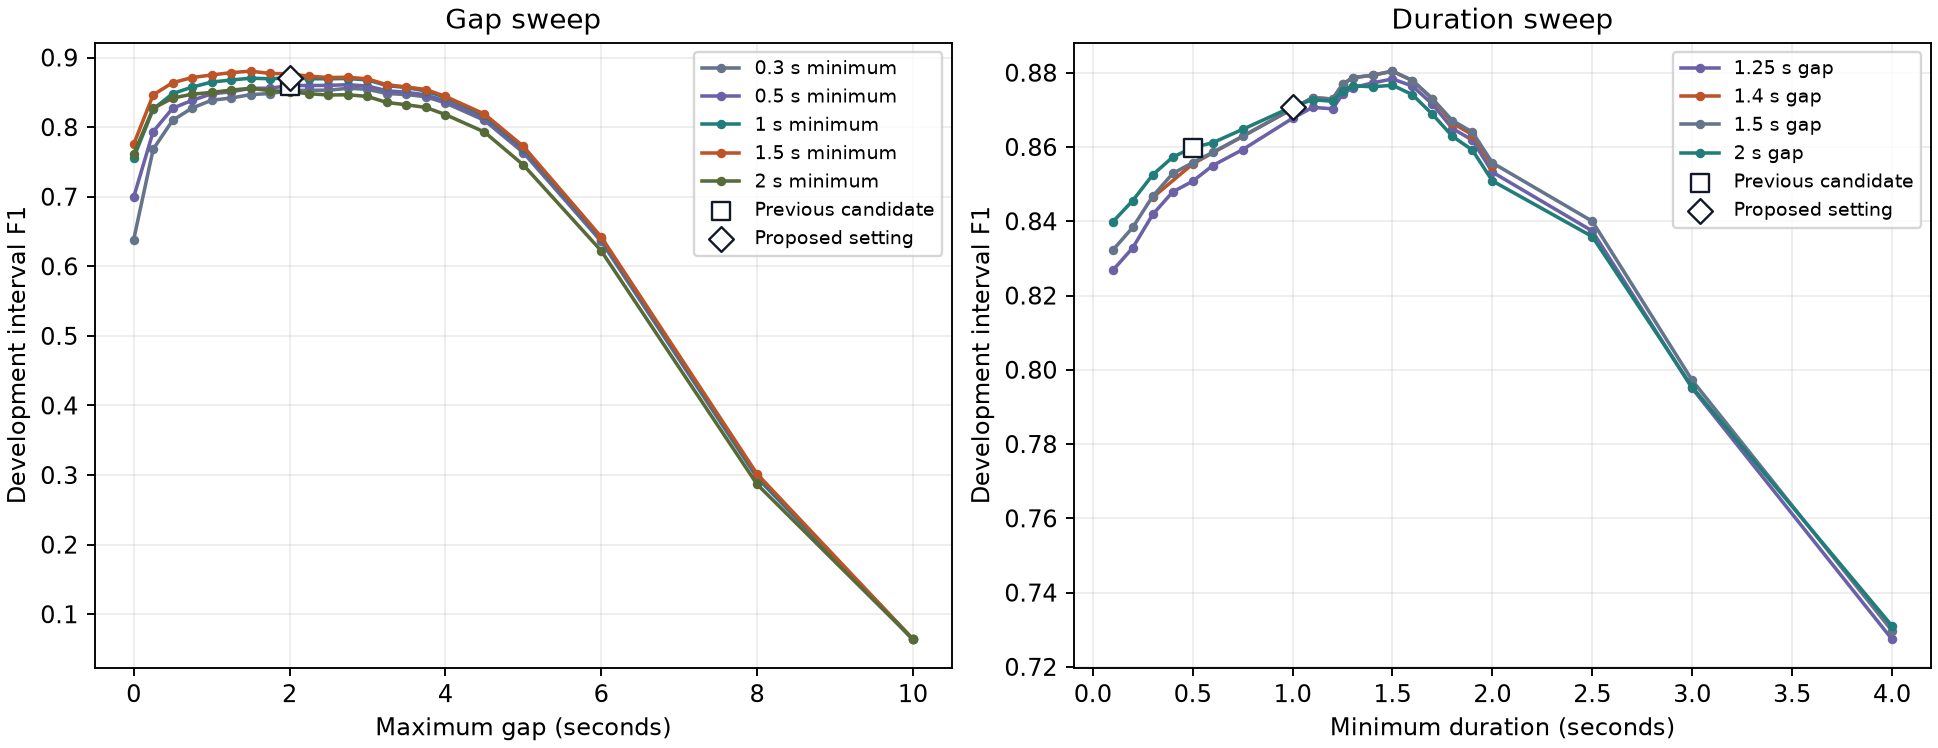 Gap sweep
Development interval F1
0.9
0.8
0.7
0.6
0.5
0.4
0.3
0.2
0.1
0
2
4
6
8
10
Maximum gap (seconds)
0.3 s minimum
0.5 s minimum
1 s minimum
1.5 s minimum
2 s minimum
Previous candidate
Proposed setting
Duration sweep
Development interval F1
0.88
0.86
0.84
0.82
0.80
0.78
0.76
0.74
0.72
0.0
0.5
1.0
1.5
2.0
2.5
3.0
3.5
4.0
Minimum duration (seconds)
1.25 s gap
1.4 s gap
1.5 s gap
2 s gap
Previous candidate
Proposed setting